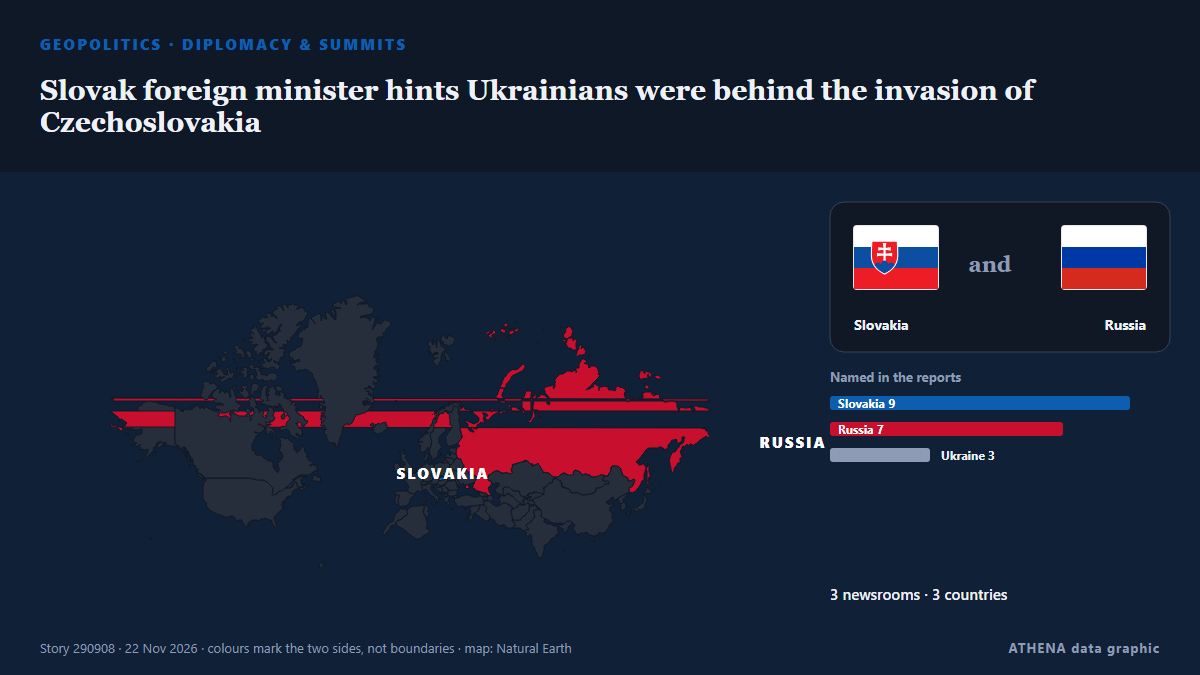 GEOPOLITICS · DIPLOMACY & SUMMITS
Slovak foreign minister hints Ukrainians were behind the invasion of
Czechoslovakia
and
Slovakia
Russia
Named in the reports
Slovakia 9
Russia 7
Ukraine 3
RUSSIA
SLOVAKIA
3 newsrooms · 3 countries
Story 290908 · 22 Nov 2026 · colours mark the two sides, not boundaries · map: Natural Earth
ATHENA data graphic